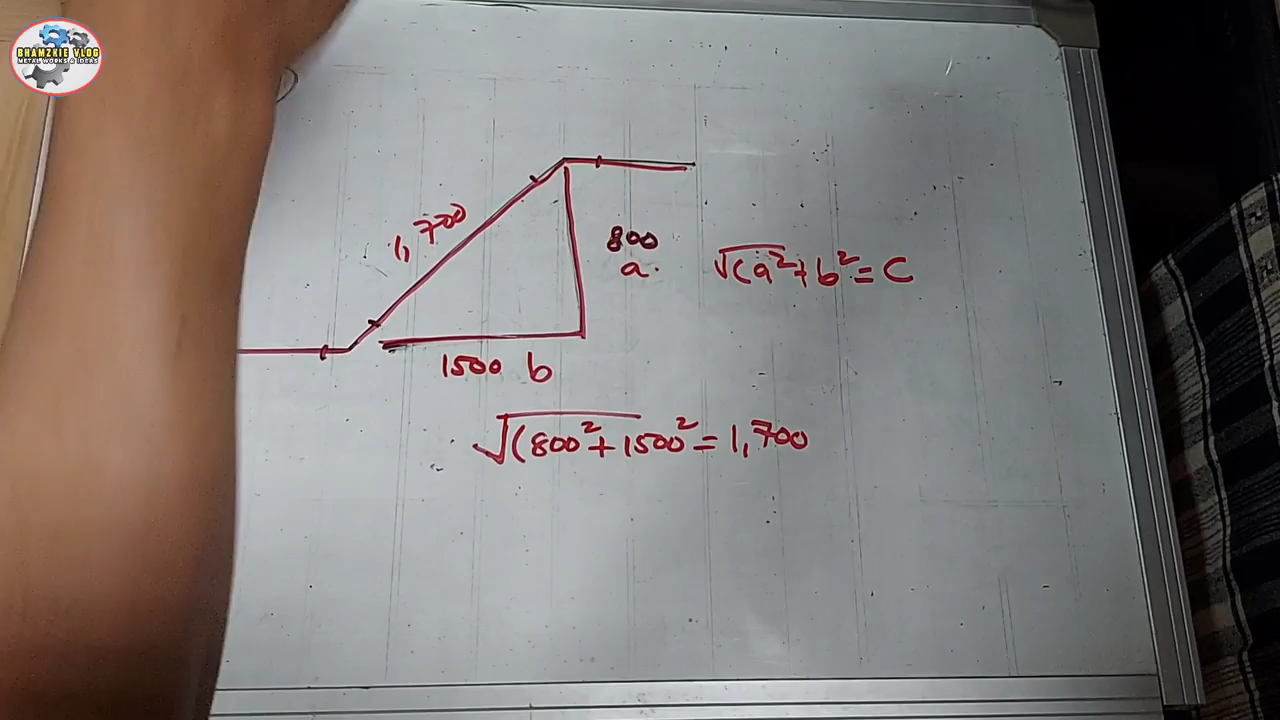 BHAMZKIE VLOG
METAL WORKS & IDEAS
1,700
800
a.
√(a²+b²=C
1500 b
√(800²+1500²=1,700